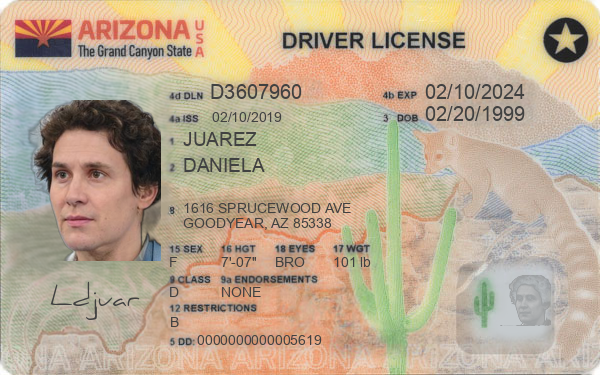 ARIZONA USA
The Grand Canyon State
DRIVER LICENSE
4d DLN D3607960 4b EXP 02/10/2024
4a ISS 02/10/2019 3 DOB 02/20/1999
1 JUAREZ
2 DANIELA
8 1616 SPRUCEWOOD AVE
GOODYEAR, AZ 85338
15 SEX 16 HGT 18 EYES 17 WGT
F 7'-07" BRO 101 lb
9 CLASS 9a ENDORSEMENTS
D NONE
12 RESTRICTIONS
B
Ldjuar
5 DD: 0000000000005619
ARIZONA ARIZONA ARIZONA ARIZONA